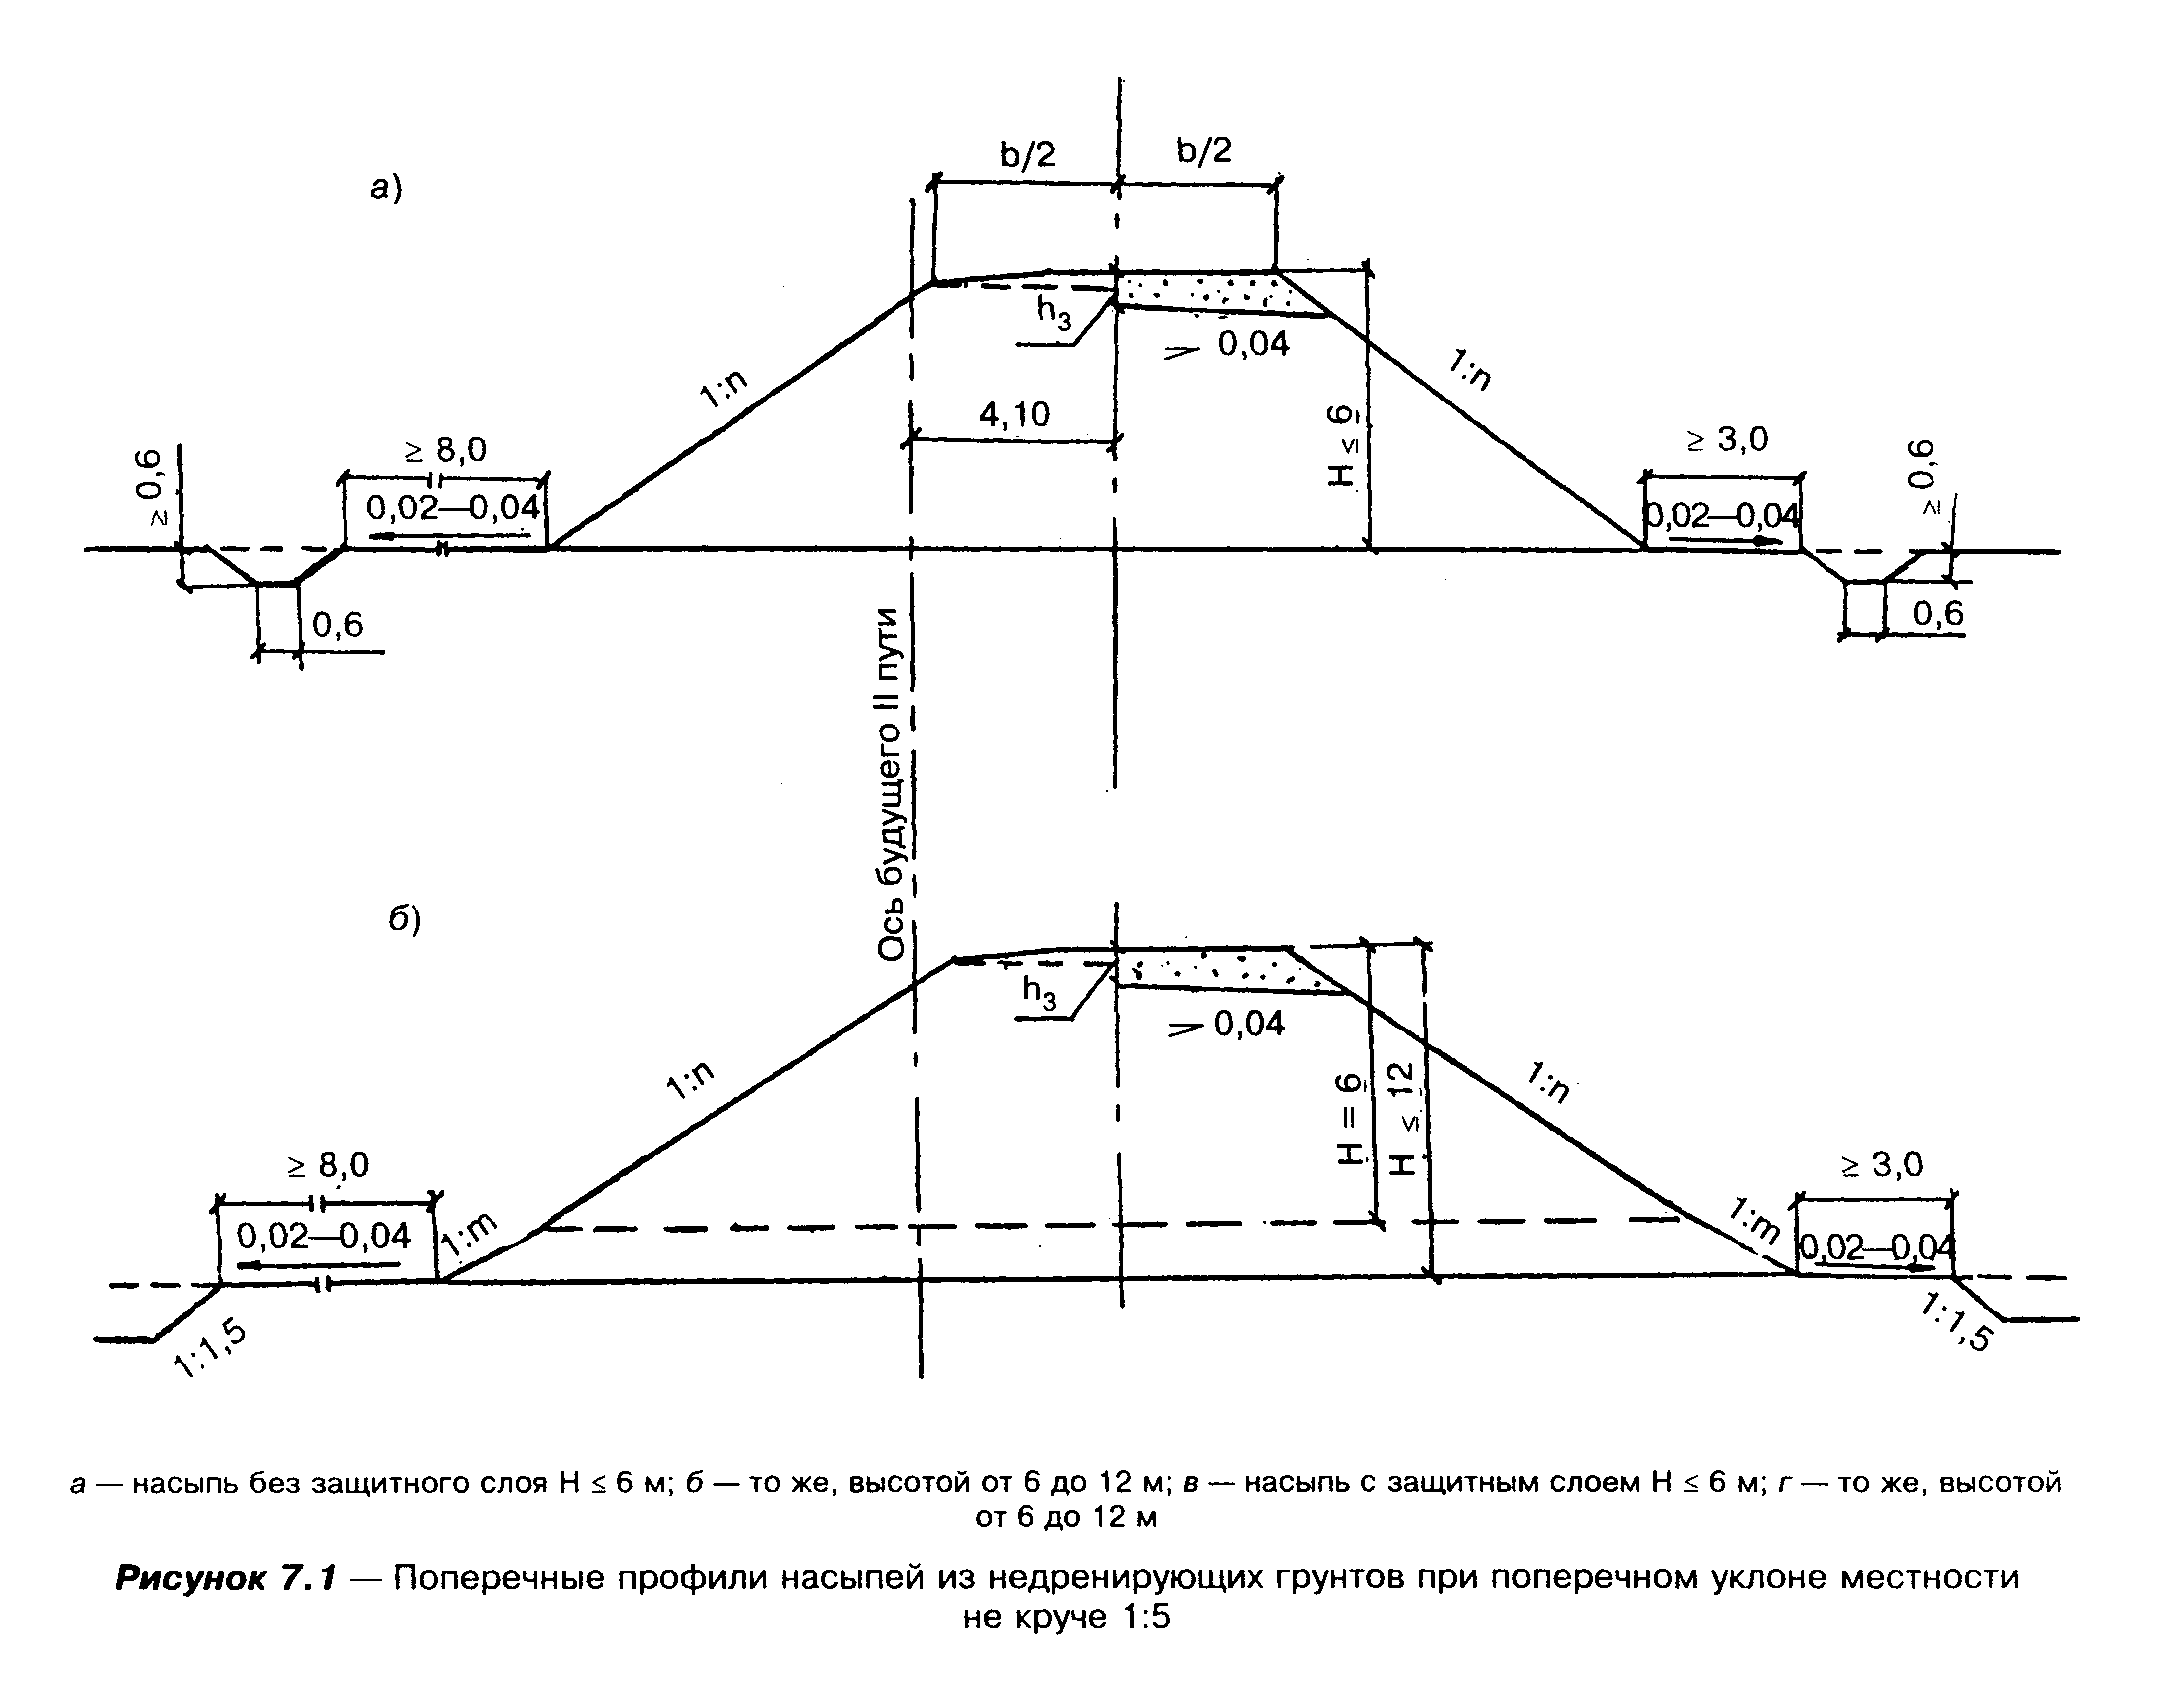 а)
b/2
b/2
h₃
≥ 0,04
1:n
1:n
4,10
H ≤ 6
≥ 0,6
≥ 8,0
0,02—0,04
0,6
≥ 3,0
0,02—0,04
≥ 0,6
0,6
Ось будущего II пути
б)
h₃
≥ 0,04
1:n
1:n
H = 6
H ≤ 12
≥ 8,0
0,02—0,04
1:m
1:1,5
1:m
≥ 3,0
0,02—0,04
1:1,5
а — насыпь без защитного слоя H ≤ 6 м; б — то же, высотой от 6 до 12 м; в — насыпь с защитным слоем H ≤ 6 м; г — то же, высотой
от 6 до 12 м
Рисунок 7.1 — Поперечные профили насыпей из недренирующих грунтов при поперечном уклоне местности
не круче 1:5